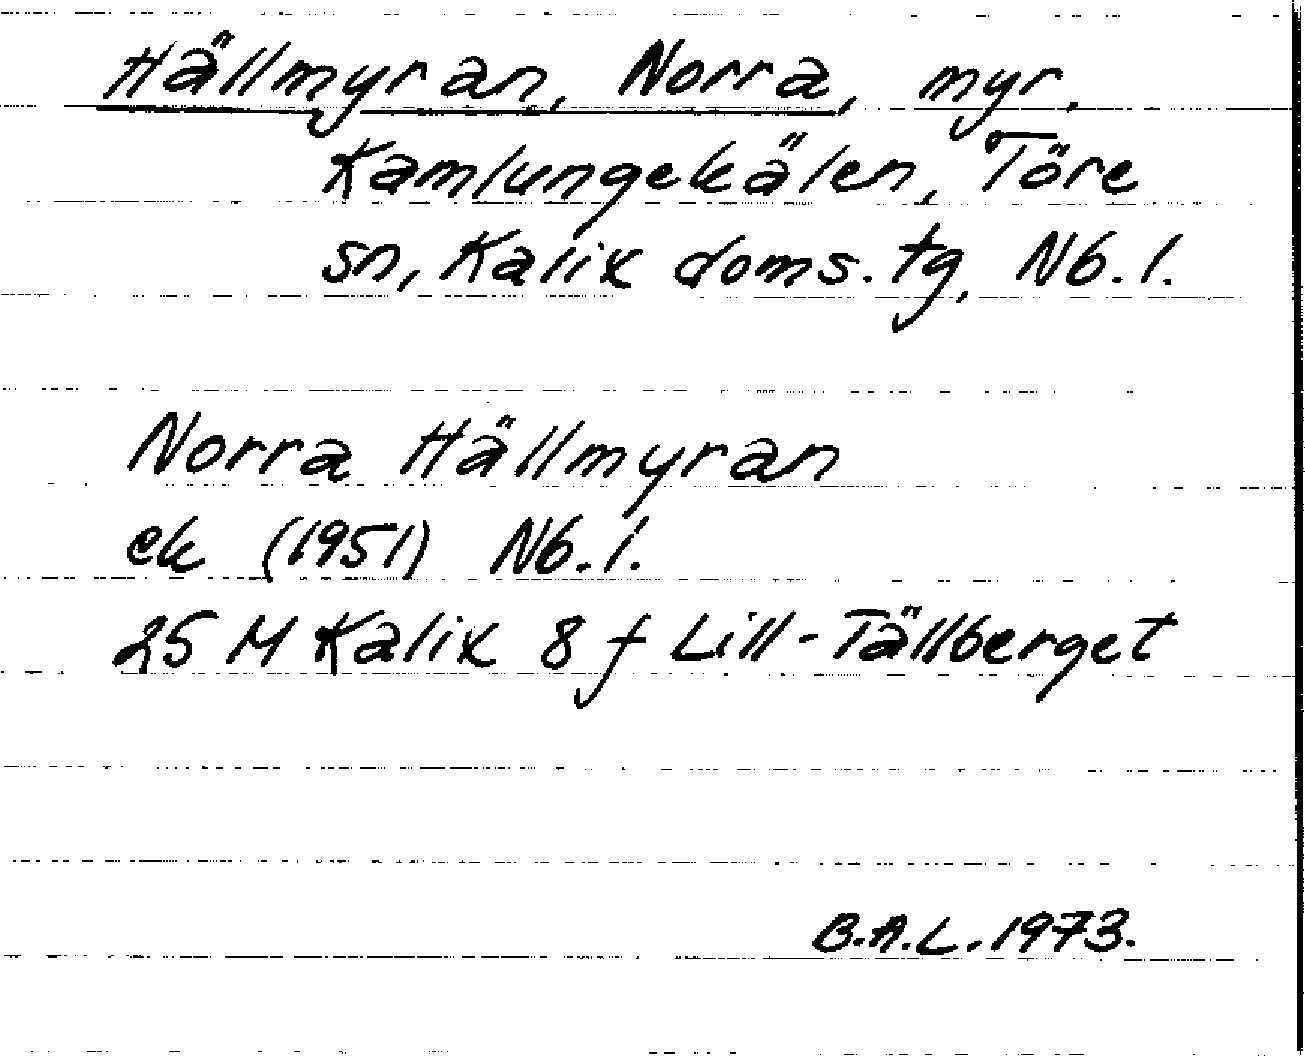 Hällmyran, Norra, myr,
Kamlungekälen, Töre
sn, Kalix doms. tg, Nb. l.
Norra Hällmyran
ek (1951) Nb. l.
25 M Kalix 8 f Lill-Tällberget
B.A.L. 1973.